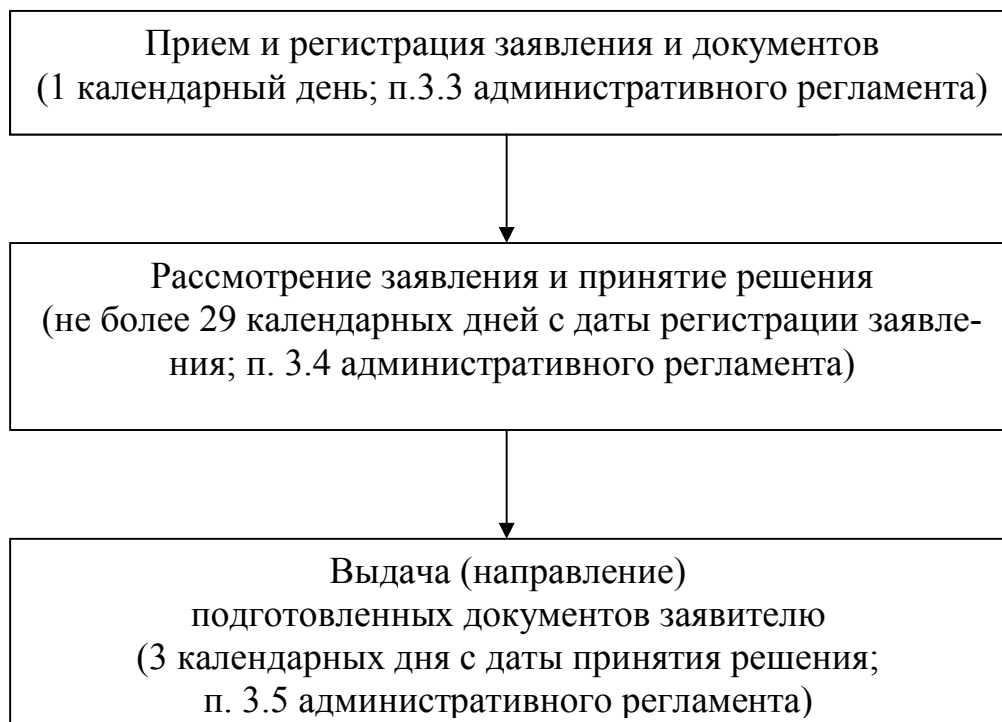 Прием и регистрация заявления и документов
(1 календарный день; п.3.3 административного регламента)
Рассмотрение заявления и принятие решения
(не более 29 календарных дней с даты регистрации заявле-
ния; п. 3.4 административного регламента)
Выдача (направление)
подготовленных документов заявителю
(3 календарных дня с даты принятия решения;
п. 3.5 административного регламента)